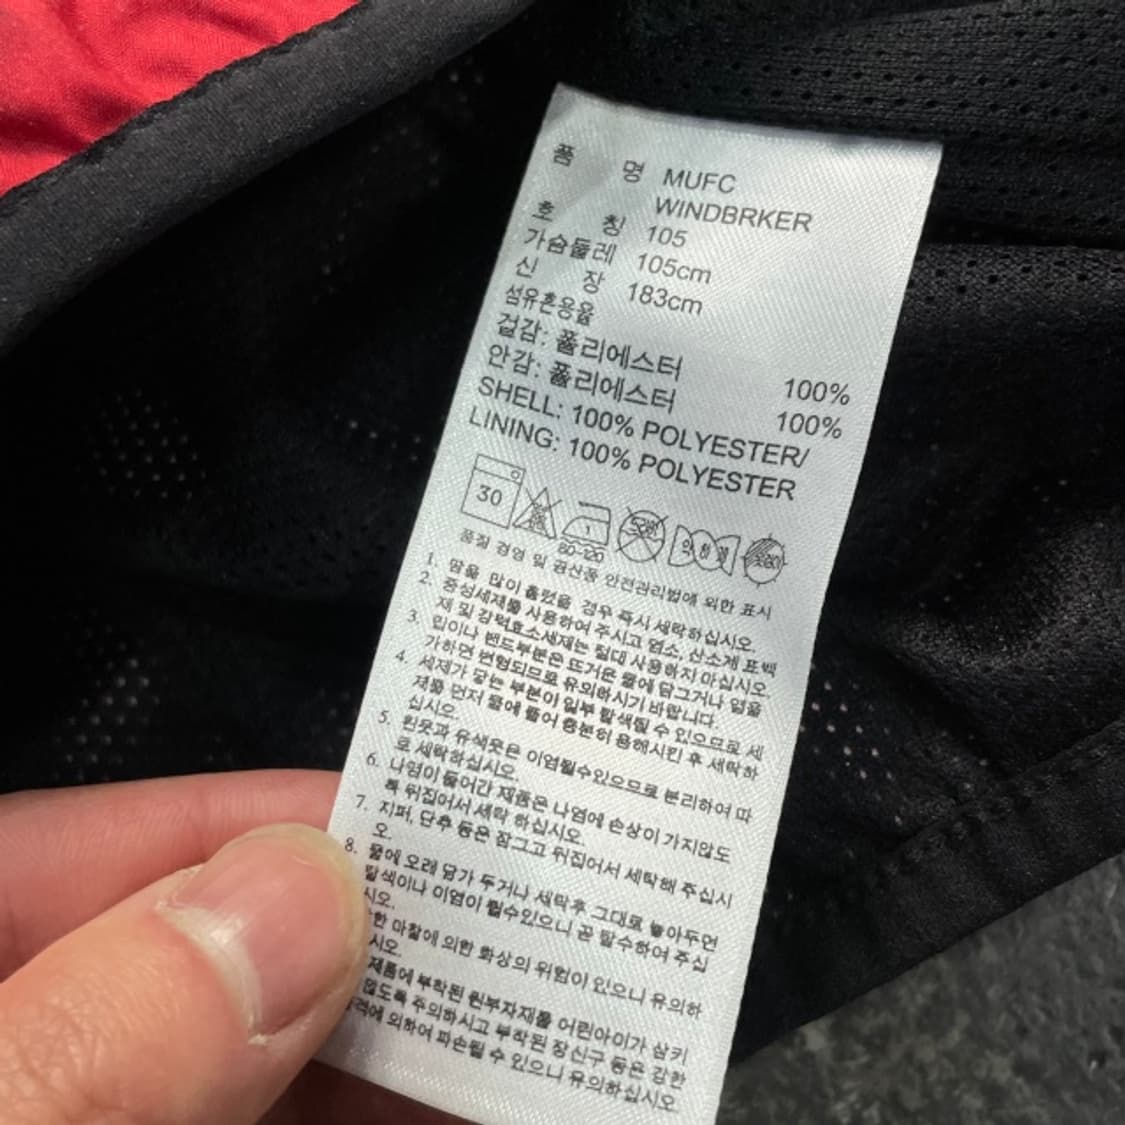 품 명 MUFC
WINDBRKER
호 칭 105
가슴둘레 105cm
신 장 183cm
섬유혼용율
겉감: 폴리에스터 100%
안감: 폴리에스터 100%
SHELL: 100% POLYESTER/
LINING: 100% POLYESTER
30
80~120
약하게
품질 경영 및 공산품 안전관리법에 의한 표시
1. 땀을 많이 흘렸을 경우 즉시 세탁하십시오.
2. 중성세제를 사용하여 주시고 염소, 산소계 표백
제 및 강력효소세제는 절대 사용하지 마십시오.
3. 립이나 밴드부분은 뜨거운 물에 담그거나 열을
가하면 변형되므로 유의하시기 바랍니다.
4. 세제가 닿는 부분이 일부 탈색될 수 있으므로 세
제를 먼저 물에 풀어 충분히 용해시킨 후 세탁하
십시오.
5. 흰옷과 유색옷은 이염될수있으므로 분리하여 따
로 세탁하십시오.
6. 나염이 들어간 제품은 나염에 손상이 가지않도
록 뒤집어서 세탁 하십시오.
7. 지퍼, 단추 등은 잠그고 뒤집어서 세탁해 주십시
오.
8. 물에 오래 담가 두거나 세탁후 그대로 놓아두면
탈색이나 이염이 될수있으니 곧 탈수하여 주십
시오.
한 마찰에 의한 화상의 위험이 있으니 유의하
시오.
제품에 부착된 원부자재를 어린아이가 삼키
않도록 주의하시고 부착된 장신구 등은 강한
격에 의하여 파손될 수 있으니 유의하십시오